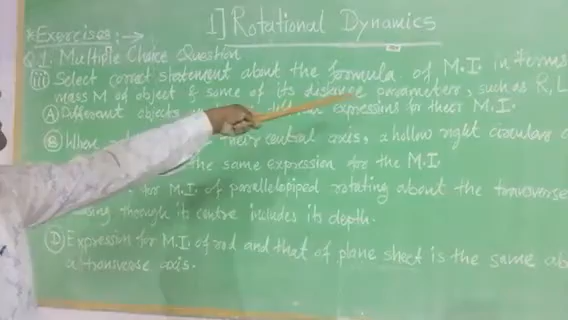 1] Rotational Dynamics
*Exercises:→
Q.1. Multiple Choice Question
(iii) Select correct statement about the formula of, M.I. in terms
mass M of object & some of its distance parameters, such as R, L
(A) Different objects expressions for their M.I.
(B) When their central axis, a hollow right circular
the same expression for the M.I.
for M.I. of parallelopiped rotating about the transverse
through its centre includes its depth.
(D) Expression for M.I. of rod and that of plane sheet is the same
a transverse axis.